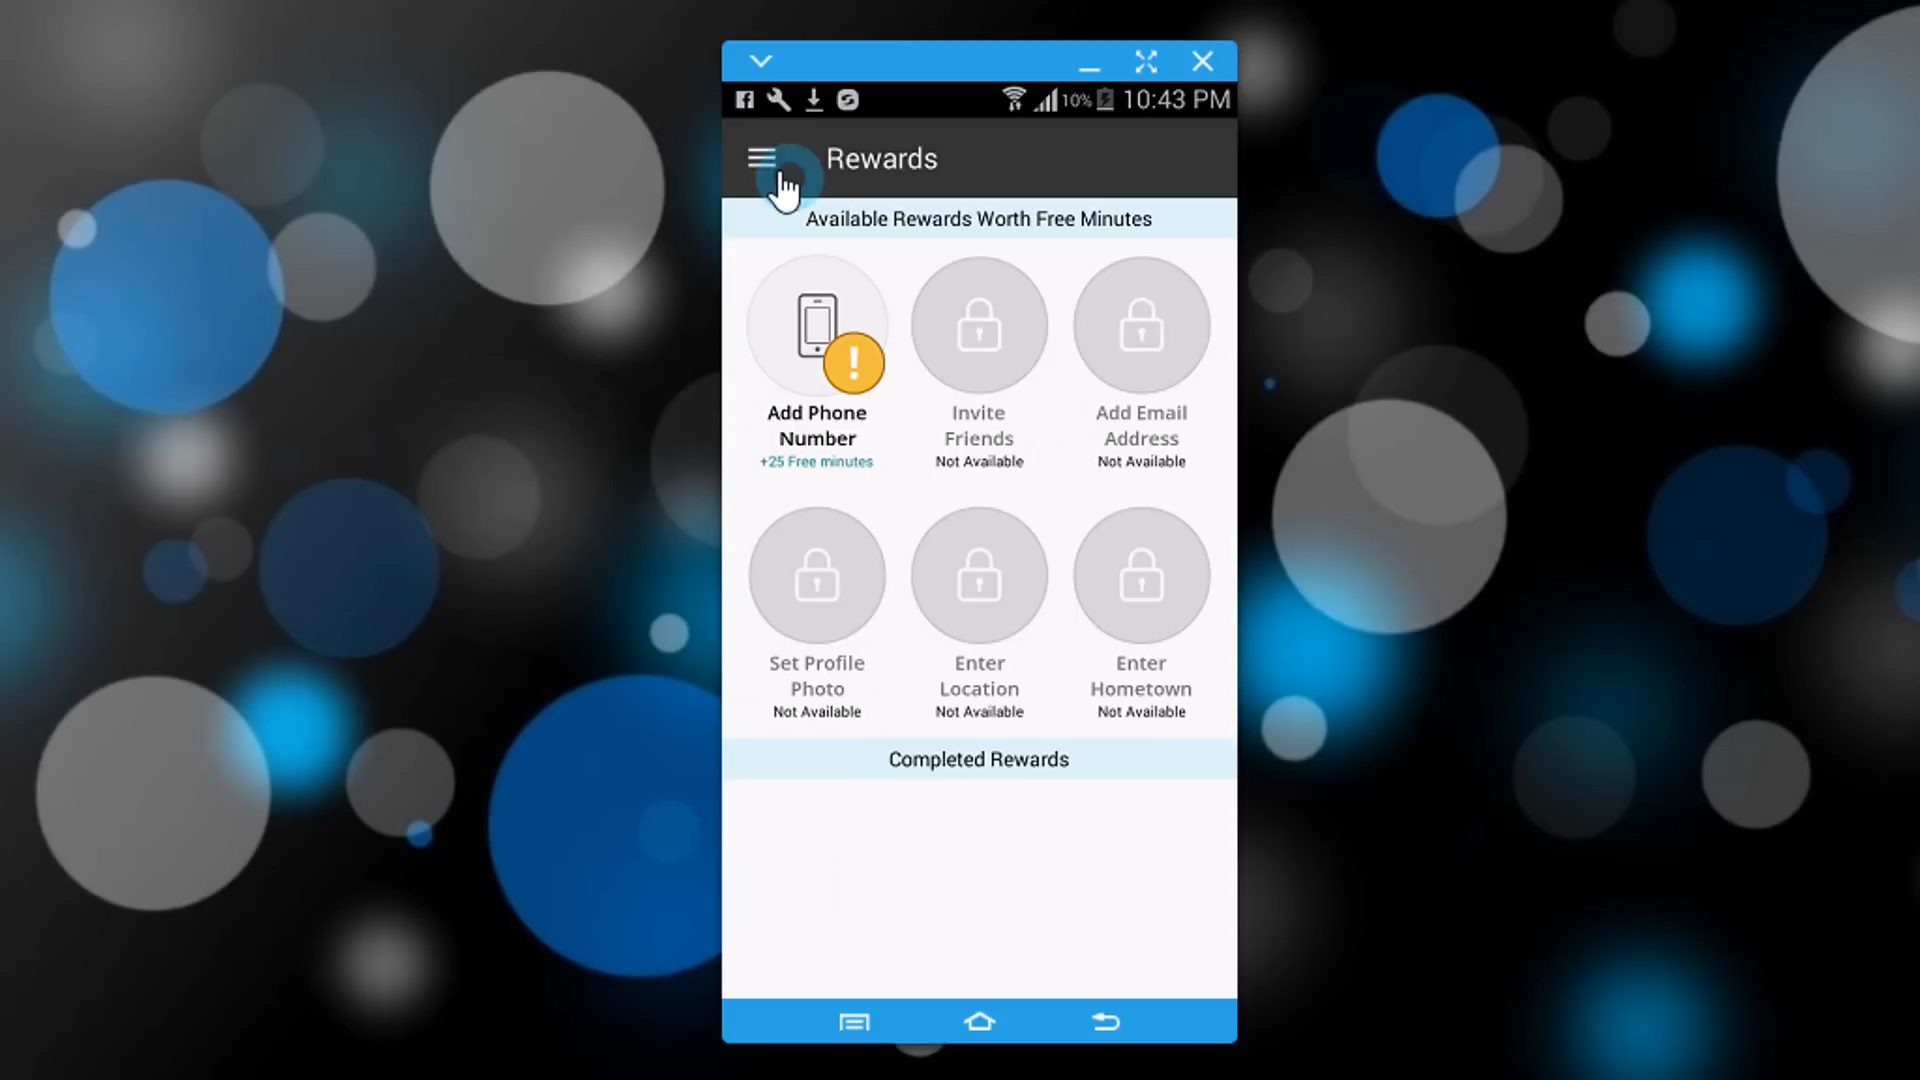 10% 10:43 PM
Rewards
Available Rewards Worth Free Minutes
Add Phone
Number
+25 Free minutes
Invite
Friends
Not Available
Add Email
Address
Not Available
Set Profile
Photo
Not Available
Enter
Location
Not Available
Enter
Hometown
Not Available
Completed Rewards